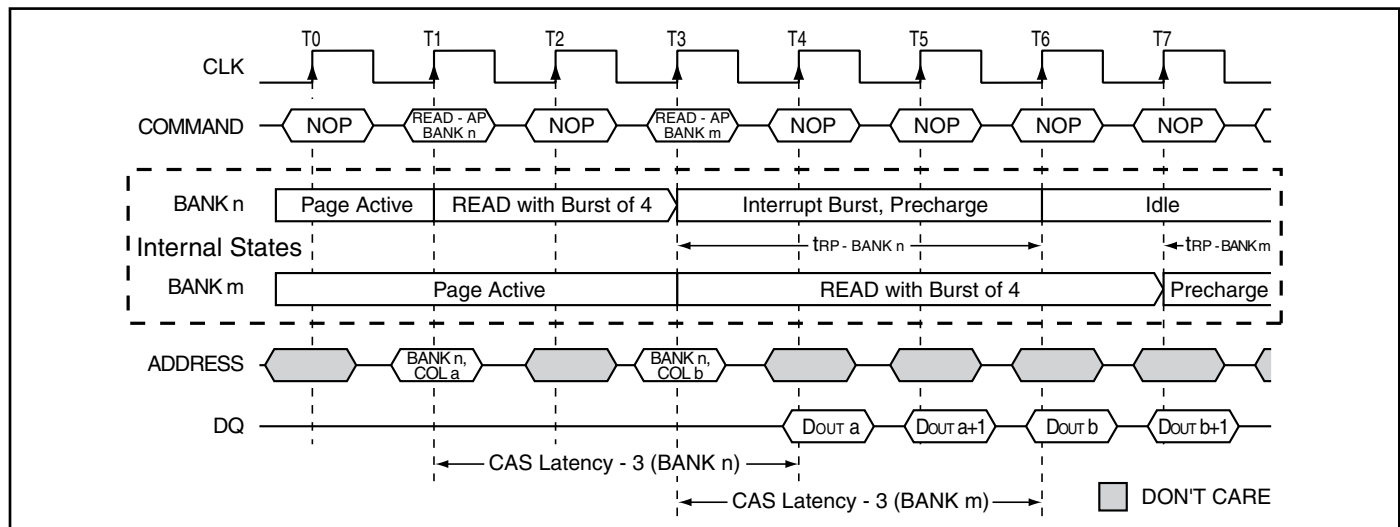 T0 T1 T2 T3 T4 T5 T6 T7
CLK
COMMAND NOP READ - AP BANK n NOP READ - AP BANK m NOP NOP NOP NOP
BANK n Page Active READ with Burst of 4 Interrupt Burst, Precharge Idle
Internal States tRP - BANK n tRP - BANK m
BANK m Page Active READ with Burst of 4 Precharge
ADDRESS BANK n, COL a BANK n, COL b
DQ DOUT a DOUT a+1 DOUT b DOUT b+1
CAS Latency - 3 (BANK n)
CAS Latency - 3 (BANK m) DON'T CARE